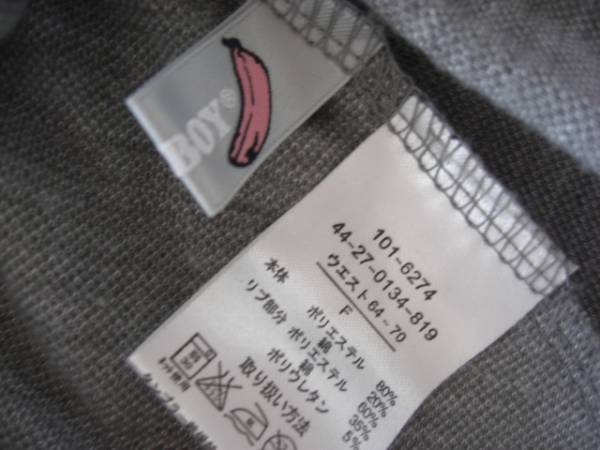 BOY®
101-6274
44-27-0134-819
ウエスト64-70
F
本体 ポリエステル 80%
綿 20%
リブ部分 ポリエステル 60%
綿 35%
ポリウレタン 5%
取り扱い方法